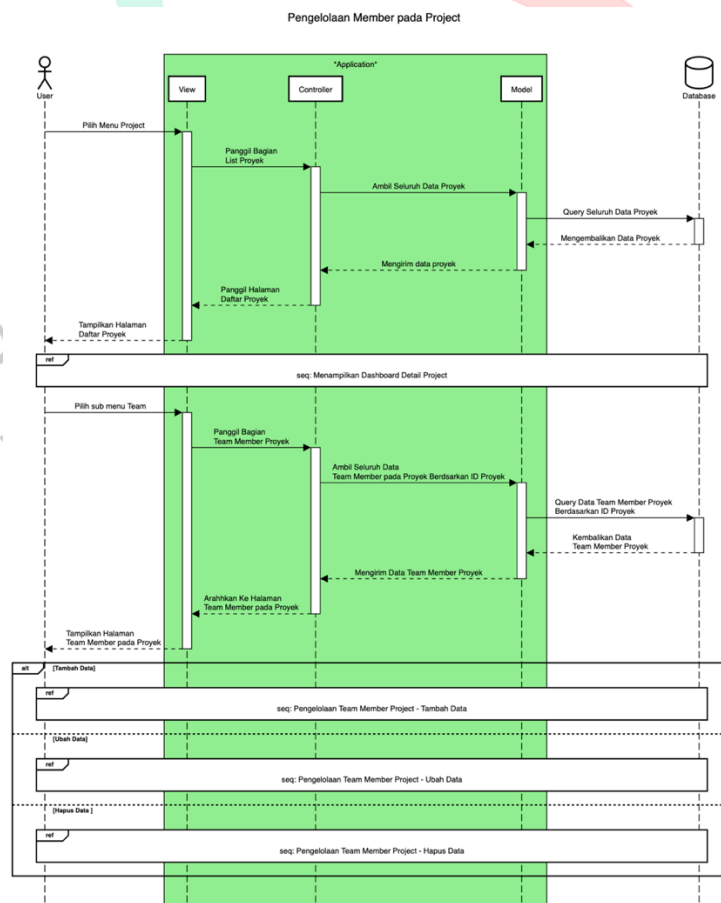 Pengelolaan Member pada Project
*Application*
User
View
Controller
Model
Database
Pilih Menu Project
Panggil Bagian
List Proyek
Ambil Seluruh Data Proyek
Query Seluruh Data Proyek
Mengembalikan Data Proyek
Mengirim data proyek
Panggil Halaman
Daftar Proyek
Tampilkan Halaman
Daftar Proyek
ref
seq: Menampilkan Dashboard Detail Project
Pilih sub menu Team
Panggil Bagian
Team Member Proyek
Ambil Seluruh Data
Team Member pada Proyek Berdsarkan ID Proyek
Query Data Team Member Proyek
Berdasarkan ID Proyek
Kembalikan Data
Team Member Proyek
Mengirim Data Team Member Proyek
Arahhkan Ke Halaman
Team Member pada Proyek
Tampilkan Halaman
Team Member pada Proyek
alt
[Tambah Data]
ref
seq: Pengelolaan Team Member Project - Tambah Data
[Ubah Data]
ref
seq: Pengelolaan Team Member Project - Ubah Data
[Hapus Data ]
ref
seq: Pengelolaan Team Member Project - Hapus Data